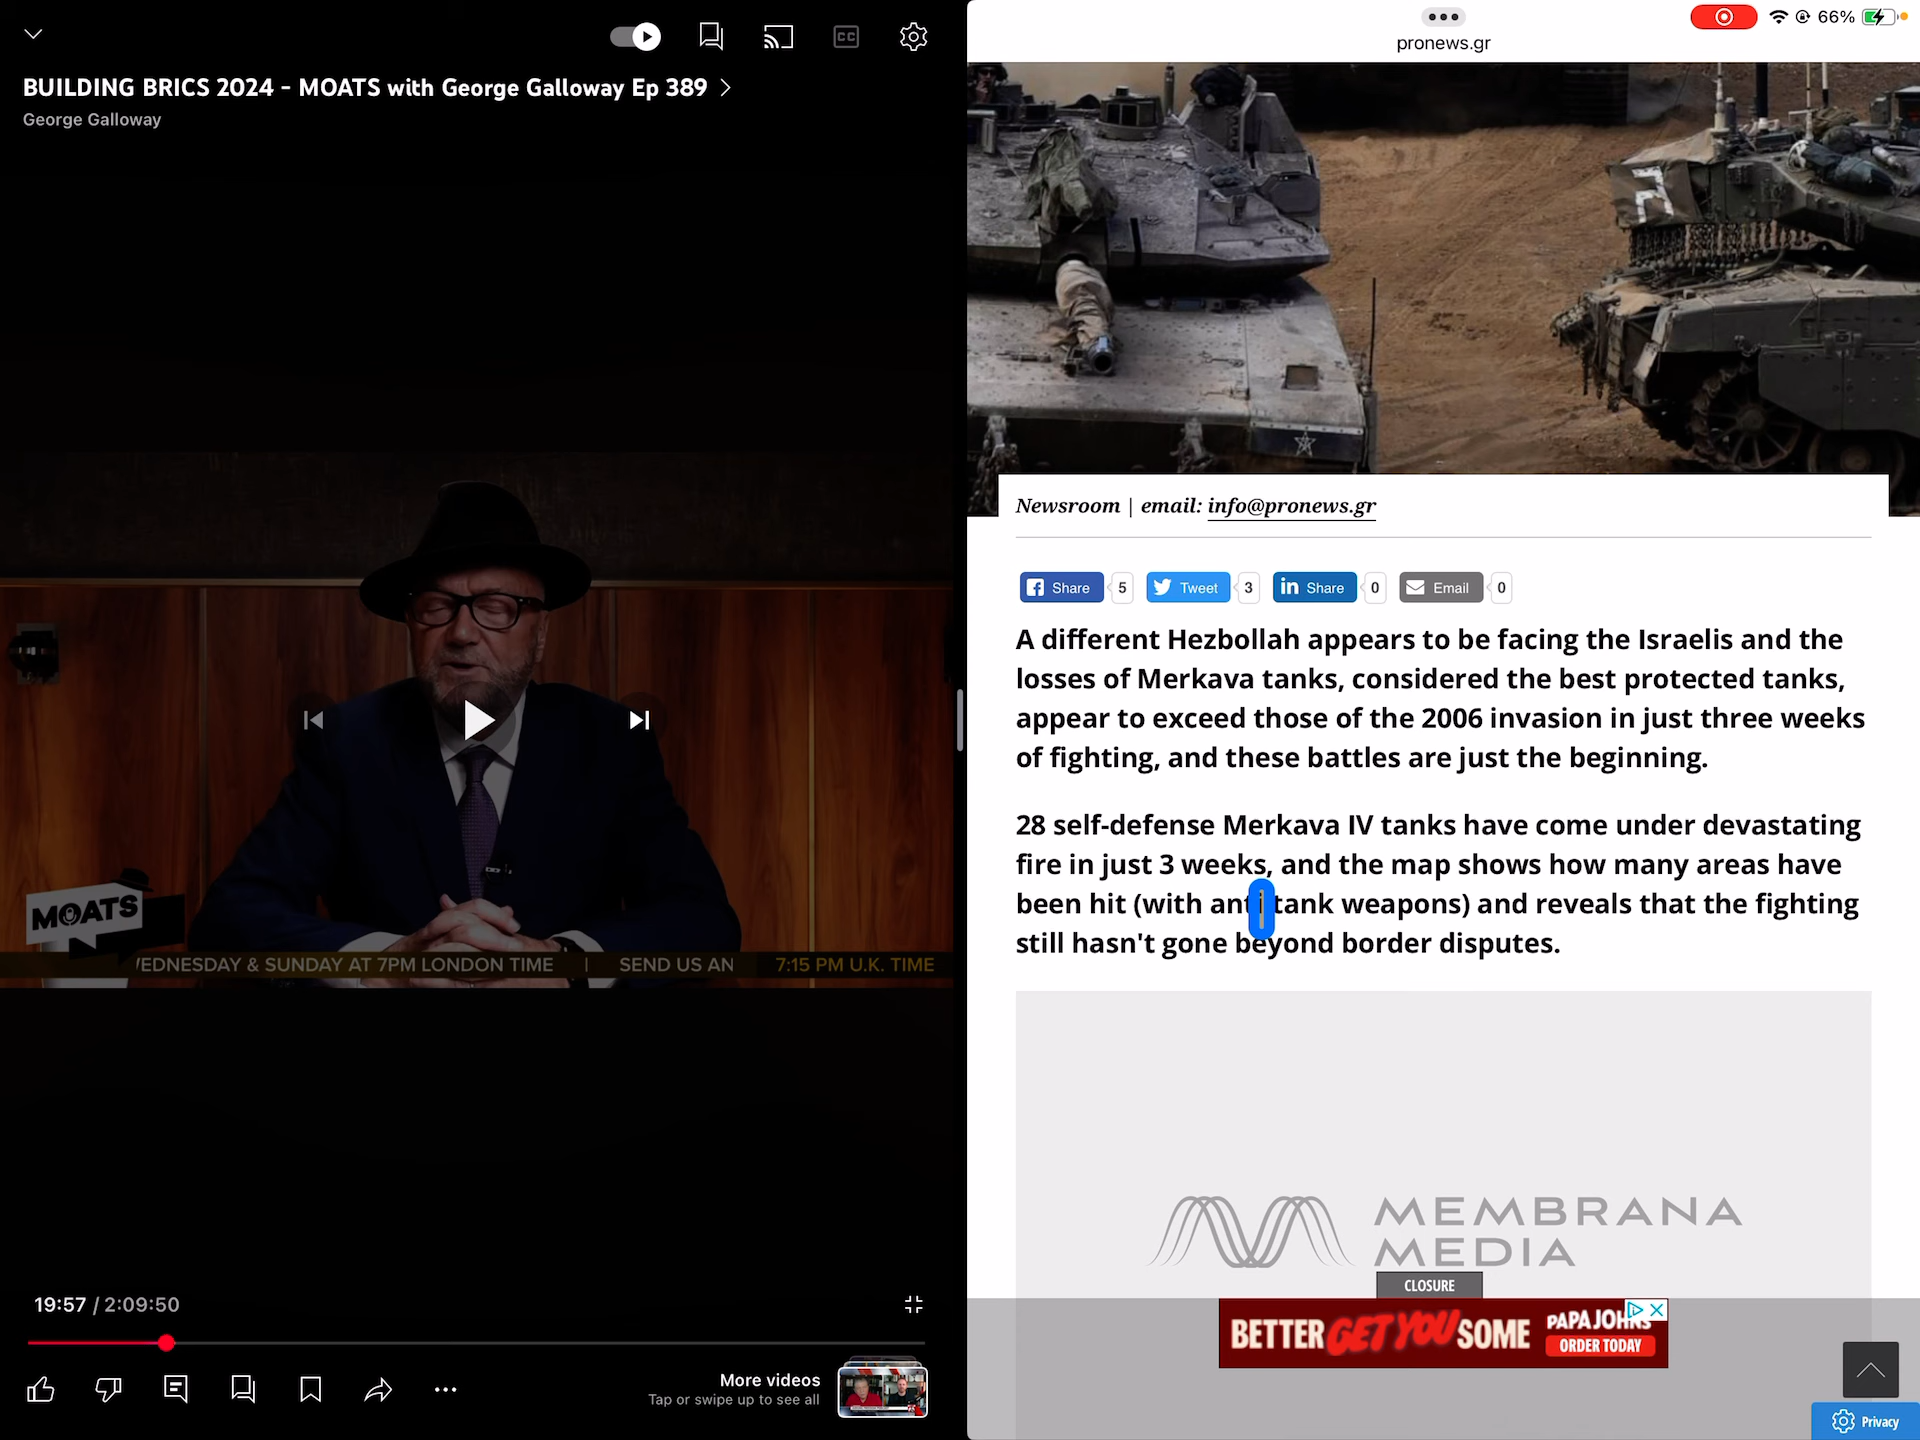 BUILDING BRICS 2024 - MOATS with George Galloway Ep 389
George Galloway
CC
MOATS
EDNESDAY & SUNDAY AT 7PM LONDON TIME | SEND US AN 7:15 PM U.K. TIME
19:57 / 2:09:50
More videos
Tap or swipe up to see all
pronews.gr
66%
Newsroom | email: info@pronews.gr
Share 5 Tweet 3 in Share 0 Email 0
A different Hezbollah appears to be facing the Israelis and the
losses of Merkava tanks, considered the best protected tanks,
appear to exceed those of the 2006 invasion in just three weeks
of fighting, and these battles are just the beginning.
28 self-defense Merkava IV tanks have come under devastating
fire in just 3 weeks, and the map shows how many areas have
been hit (with anti tank weapons) and reveals that the fighting
still hasn't gone beyond border disputes.
MEMBRANA
MEDIA
CLOSURE
BETTER GET YOU SOME
PAPA JOHNS
ORDER TODAY
Privacy